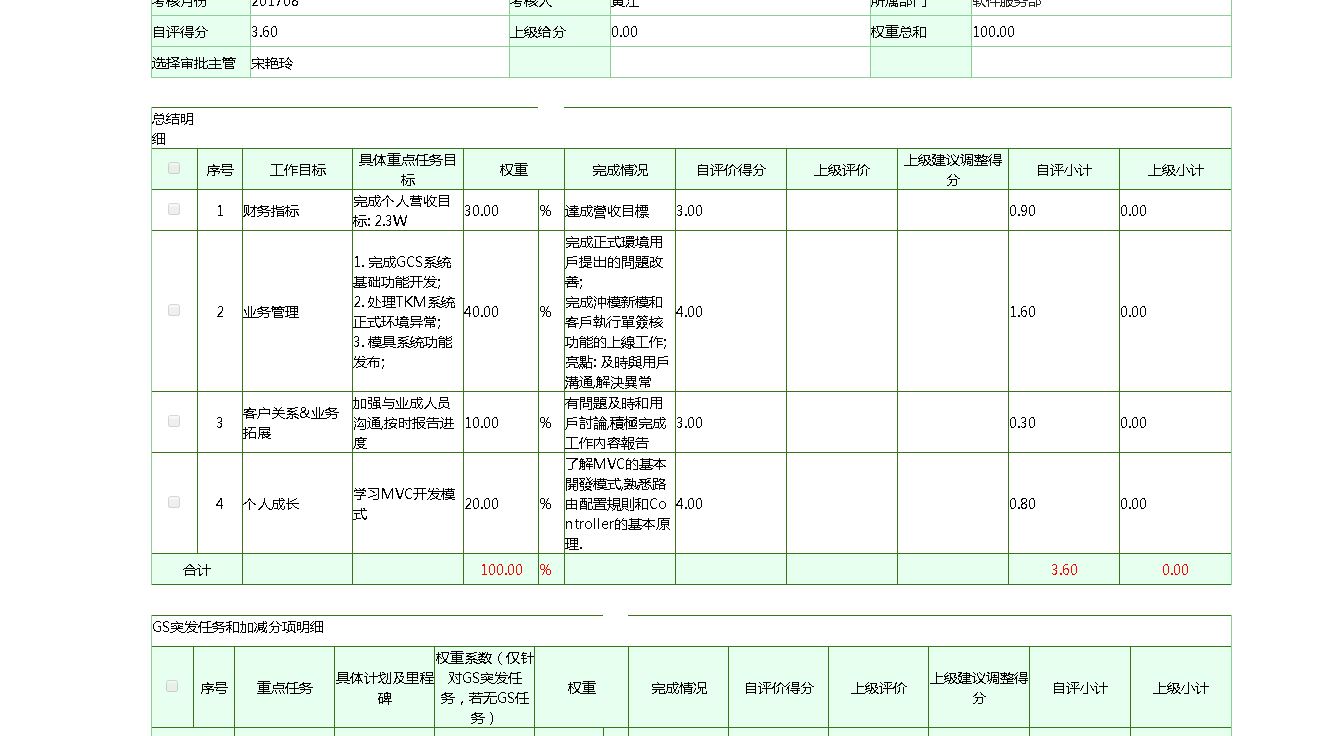 考核月份 201708 考核人 黄江 所属部门 软件服务部
自评得分 3.60 上级给分 0.00 权重总和 100.00
选择审批主管 宋艳玲
总结明
细
序号 工作目标 具体重点任务目
标 权重 完成情况 自评价得分 上级评价 上级建议调整得
分 自评小计 上级小计
1 财务指标 完成个人营收目
标: 2.3W 30.00 % 達成營收目標 3.00 0.90 0.00
2 业务管理 1. 完成GCS系统
基础功能开发;
2. 处理TKM系统
正式环境异常;
3. 模具系统功能
发布; 40.00 % 完成正式環境用
戶提出的問題改
善;
完成沖模新模和
客戶執行單簽核
功能的上線工作;
亮點: 及時與用戶
溝通,解決異常 4.00 1.60 0.00
3 客户关系&业务
拓展 加强与业成人员
沟通,按时报告进
度 10.00 % 有問題及時和用
戶討論,積極完成
工作内容報告 3.00 0.30 0.00
4 个人成长 学习MVC开发模
式 20.00 % 了解MVC的基本
開發模式,熟悉路
由配置規則和Co
ntroller的基本原
理. 4.00 0.80 0.00
合计 100.00 % 3.60 0.00
GS突发任务和加减分项明细
序号 重点任务 具体计划及里程
碑 权重系数（仅针
对GS突发任
务，若无GS任
务） 权重 完成情况 自评价得分 上级评价 上级建议调整得
分 自评小计 上级小计